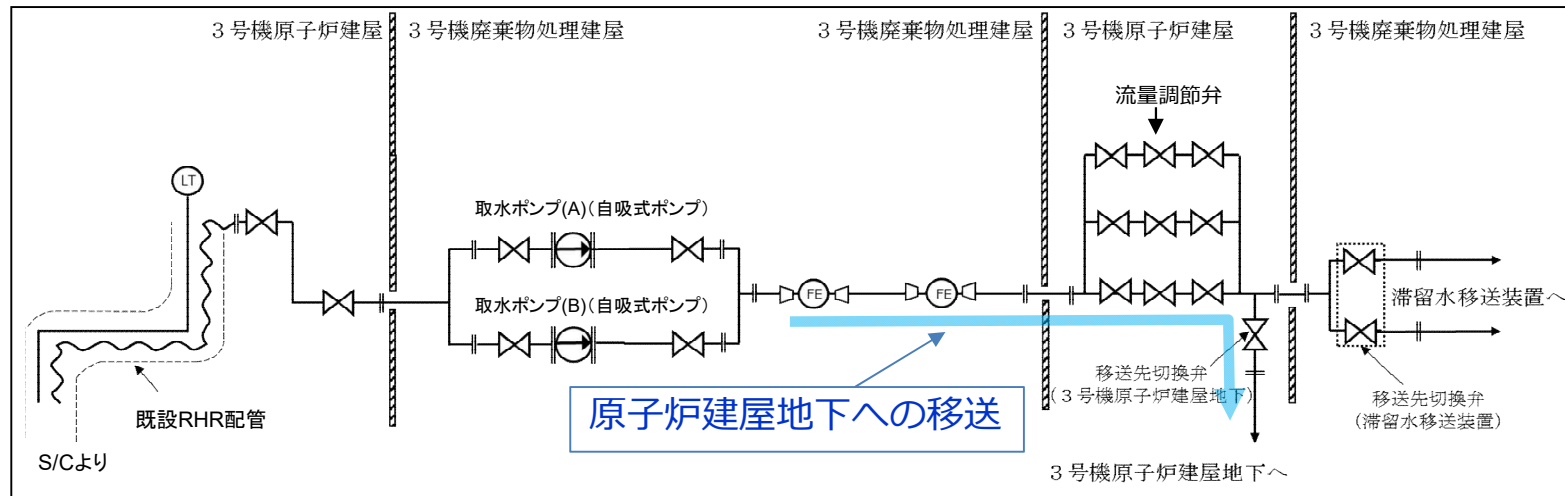 3号機原子炉建屋
3号機廃棄物処理建屋
3号機廃棄物処理建屋
3号機原子炉建屋
3号機廃棄物処理建屋
流量調節弁
LT
取水ポンプ(A)(自吸式ポンプ)
取水ポンプ(B)(自吸式ポンプ)
FE
FE
滞留水移送装置へ
移送先切換弁
(3号機原子炉建屋地下)
移送先切換弁
(滞留水移送装置)
原子炉建屋地下への移送
既設RHR配管
S/Cより
3号機原子炉建屋地下へ